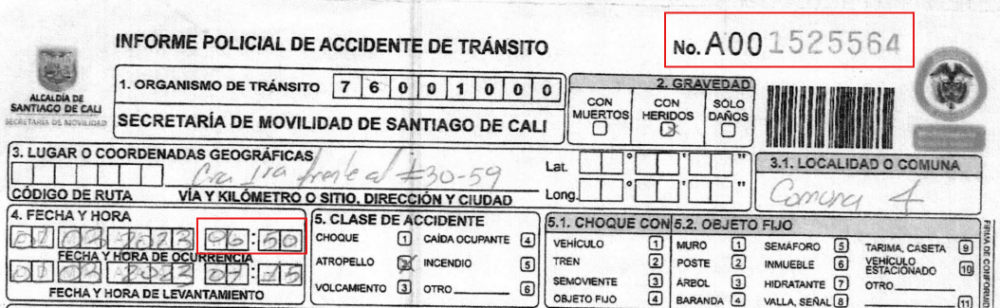 INFORME POLICIAL DE ACCIDENTE DE TRÁNSITO
No. A001525564
ALCALDÍA DE
SANTIAGO DE CALI
SECRETARÍA DE MOVILIDAD
1. ORGANISMO DE TRÁNSITO 7 6 0 0 1 0 0 0
SECRETARÍA DE MOVILIDAD DE SANTIAGO DE CALI
2. GRAVEDAD
CON MUERTOS CON HERIDOS SÓLO DAÑOS
3. LUGAR O COORDENADAS GEOGRÁFICAS
Cra 1ra frente al #30-59
CÓDIGO DE RUTA VÍA Y KILÓMETRO O SITIO, DIRECCIÓN Y CIUDAD
Lat. ° ' "
Long. ° ' "
3.1. LOCALIDAD O COMUNA
Comuna 4
4. FECHA Y HORA
01 03 2023 06:50
FECHA Y HORA DE OCURRENCIA
01 03 2023 07:15
FECHA Y HORA DE LEVANTAMIENTO
5. CLASE DE ACCIDENTE
CHOQUE 1 CAÍDA OCUPANTE 4
ATROPELLO 2 INCENDIO 5
VOLCAMIENTO 3 OTRO 6
5.1. CHOQUE CON
VEHÍCULO 1
TREN 2
SEMOVIENTE 3
OBJETO FIJO 4
5.2. OBJETO FIJO
MURO 1 SEMÁFORO 5 TARIMA, CASETA 9
POSTE 2 INMUEBLE 6 VEHÍCULO ESTACIONADO 10
ÁRBOL 3 HIDRATANTE 7 OTRO
BARANDA 4 VALLA, SEÑAL 8 11